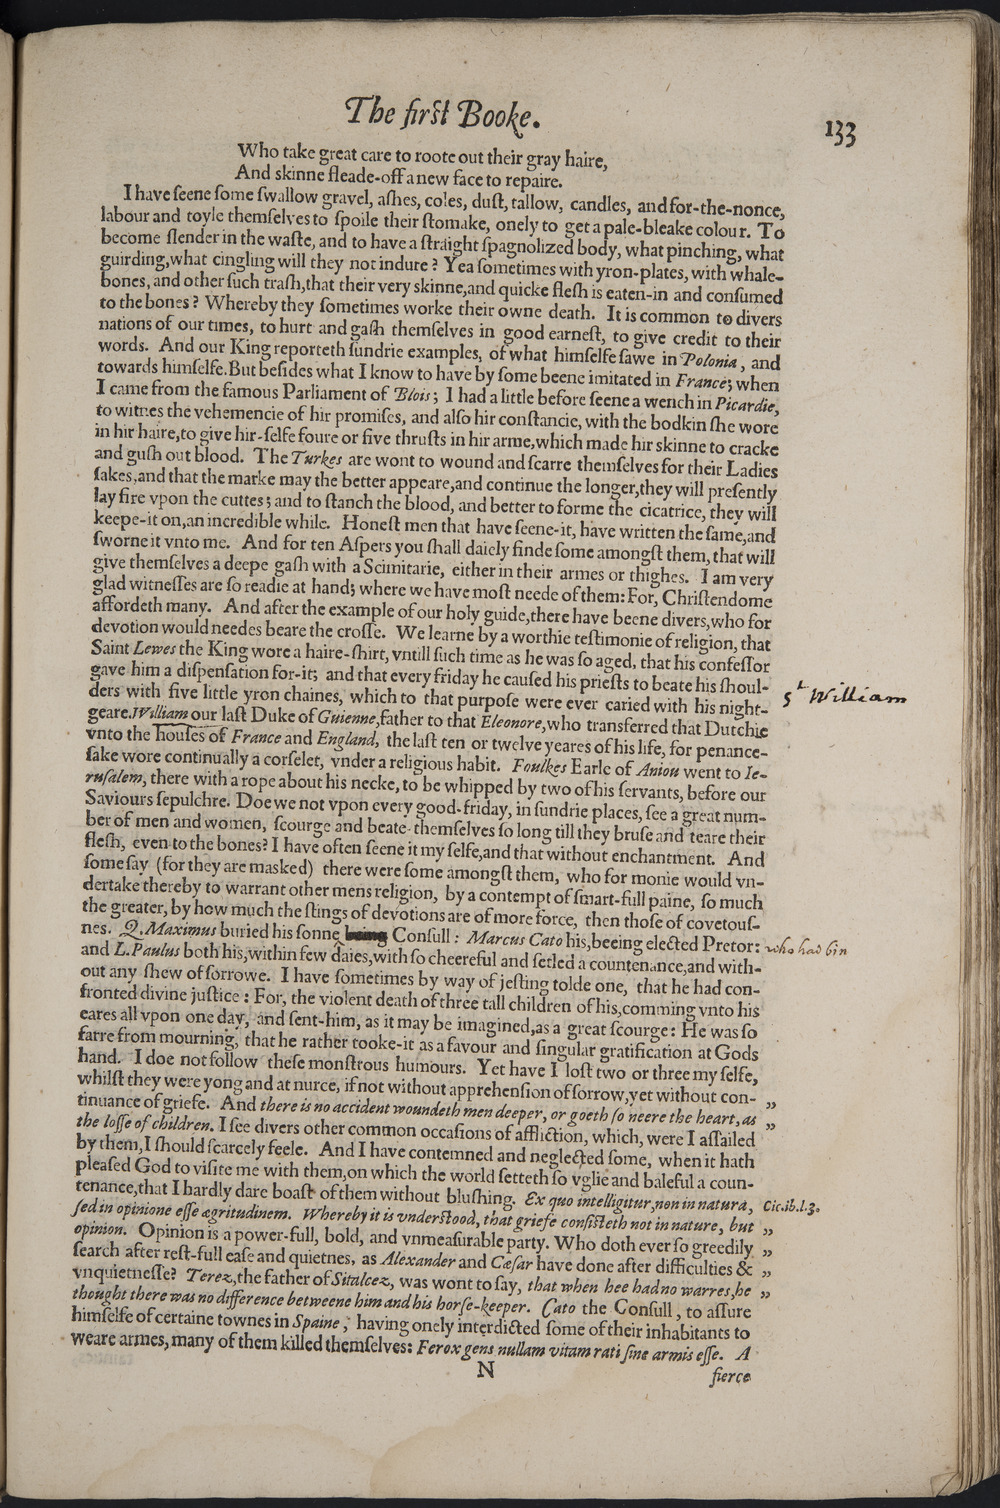 The firſt Booke.
133
Who take great care to roote out their gray haire,
And skinne fleade-off a new face to repaire.
I have ſeene ſome ſwallow gravel, aſhes, coles, duſt, tallow, candles, and for-the-nonce,
labour and toyle themſelves to ſpoile their ſtomake, onely to get a pale-bleake colour. To
become ſlender in the waſte, and to have a ſtraight ſpagnolized body, what pinching, what
guirding, what cingling will they not indure? Yea ſometimes with yron-plates, with whale-
bones, and other ſuch traſh, that their very skinne, and quicke fleſh is eaten-in and conſumed
to the bones? Whereby they ſometimes worke their owne death. It is common to divers
nations of our times, to hurt and gaſh themſelves in good earneſt, to give credit to their
words. And our King reporteth ſundrie examples, of what himſelfe ſawe in Polonia, and
towards himſelfe. But beſides what I know to have by ſome beene imitated in France; when
I came from the famous Parliament of Blois; I had a little before ſeene a wench in Picardie,
to witnes the vehemencie of hir promiſes, and alſo hir conſtancie, with the bodkin ſhe wore
in hir haire, to give hir-ſelfe foure or five thruſts in hir arme, which made hir skinne to cracke
and guſh out blood. The Turkes are wont to wound and ſcarre themſelves for their Ladies
ſakes, and that the marke may the better appeare, and continue the longer, they will preſently
lay fire vpon the cuttes; and to ſtanch the blood, and better to forme the cicatrice, they will
keepe-it on, an incredible while. Honeſt men that have ſeene-it, have written the ſame, and
ſworne it vnto me. And for ten Aſpers you ſhall daiely finde ſome amongſt them, that will
give themſelves a deepe gaſh with a Scimitarie, either in their armes or thighes. I am very
glad witneſſes are ſo readie at hand; where we have moſt neede of them: For, Chriſtendome
affordeth many. And after the example of our holy guide, there have beene divers, who for
devotion would needes beare the croſſe. We learne by a worthie teſtimonie of religion, that
Saint Lewes the King wore a haire-ſhirt, vntill ſuch time as he was ſo aged, that his confeſſor
gave him a diſpenſation for-it; and that every friday he cauſed his prieſts to beate his ſhoul-
ders with five little yron chaines, which to that purpoſe were ever caried with his night-
St William
geare. William our laſt Duke of Guienne, father to that Eleonore, who transferred that Dutchie
vnto the houſes of France and England, the laſt ten or twelve yeares of his life, for penance-
ſake wore continually a corſelet, vnder a religious habit. Foulkes Earle of Aniou went to Ie-
ruſalem, there with a rope about his necke, to be whipped by two of his ſervants, before our
Saviours ſepulchre. Doe we not vpon every good-friday, in ſundrie places, ſee a great num-
ber of men and women, ſcourge and beate-themſelves ſo long till they bruſe and teare their
fleſh, even to the bones? I have often ſeene it my ſelfe, and that without enchantment. And
ſome ſay (for they are masked) there were ſome amongſt them, who for monie would vn-
dertake thereby to warrant other mens religion, by a contempt of ſmart-full paine, ſo much
the greater, by how much the ſtings of devotions are of more force, then thoſe of covetouſ-
nes. Q. Maximus buried his ſonne being Conſull: Marcus Cato his, beeing elected Pretor:
who had bin
and L. Paulus both his, within few daies, with ſo cheereful and ſetled a countenance, and with-
out any ſhew of ſorrowe. I have ſometimes by way of jeſting tolde one, that he had con-
fronted divine juſtice: For, the violent death of three tall children of his, comming vnto his
eares all vpon one day, and ſent-him, as it may be imagined, as a great ſcourge: He was ſo
farre from mourning, that he rather tooke-it as a favour and ſingular gratification at Gods
hand. I doe not follow theſe monſtrous humours. Yet have I loſt two or three my ſelfe,
whilſt they were yong and at nurce, if not without apprehenſion of ſorrow, yet without con-
tinuance of griefe. And there is no accident woundeth men deeper, or goeth ſo neere the heart, as „
the loſſe of children. I ſee divers other common occaſions of affliction, which, were I aſſailed „
by them, I ſhould ſcarcely feele. And I have contemned and neglected ſome, when it hath
pleaſed God to viſite me with them, on which the world ſetteth ſo vglie and baleful a coun-
tenance, that I hardly dare boaſt of them without bluſhing. Ex quo intelligitur, non in natura,
Cic. ib. l. 3.
ſed in opinione eſſe ægritudinem. Whereby it is vnderſtood, that griefe conſiſteth not in nature, but „
opinion. Opinion is a power-full, bold, and vnmeaſurable party. Who doth ever ſo greedily „
ſearch after reſt-full eaſe and quietnes, as Alexander and Cæſar have done after difficulties & „
vnquietneſſe? Terez, the father of Sitalcez, was wont to ſay, that when hee had no warres, he „
thought there was no difference betweene him and his horſe-keeper. Cato the Conſull, to aſſure
himſelfe of certaine townes in Spaine, having onely interdicted ſome of their inhabitants to
weare armes, many of them killed themſelves: Ferox gens nullam vitam rati ſine armis eſſe. A
N
fierce